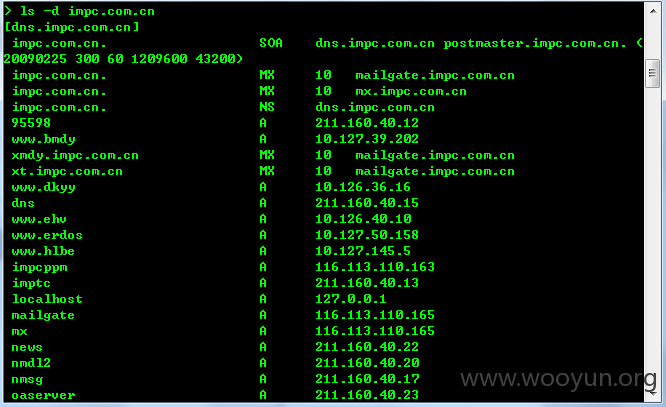 > ls -d impc.com.cn
[dns.impc.com.cn]
impc.com.cn. SOA dns.impc.com.cn postmaster.impc.com.cn. (
20090225 300 60 1209600 43200)
impc.com.cn. MX 10 mailgate.impc.com.cn
impc.com.cn. MX 10 mx.impc.com.cn
impc.com.cn. NS dns.impc.com.cn
95598 A 211.160.40.12
www.bmdy A 10.127.39.202
xmdy.impc.com.cn MX 10 mailgate.impc.com.cn
xt.impc.com.cn MX 10 mailgate.impc.com.cn
www.dkyy A 10.126.36.16
dns A 211.160.40.15
www.ehv A 10.126.40.10
www.erdos A 10.127.50.158
www.hlbe A 10.127.145.5
impcppm A 116.113.110.163
imptc A 211.160.40.13
localhost A 127.0.0.1
mailgate A 116.113.110.165
mx A 116.113.110.165
news A 211.160.40.22
nmdl2 A 211.160.40.20
nmsg A 211.160.40.17
oaserver A 211.160.40.23
www.wooyun.org